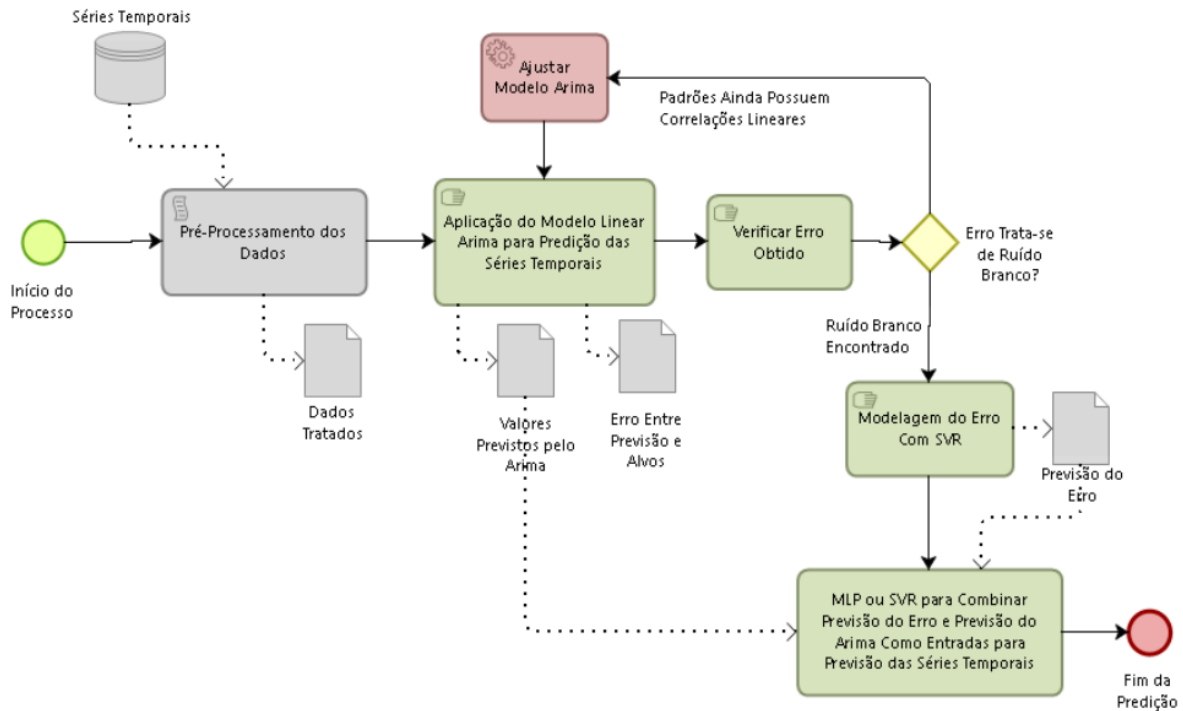 Séries Temporais
Ajustar
Modelo Arima
Padrões Ainda Possuem
Correlações Lineares
Início do
Processo
Pré-Processamento dos
Dados
Aplicação do Modelo Linear
Arima para Predição das
Séries Temporais
Verificar Erro
Obtido
Erro Trata-se
de Ruído
Branco?
Dados
Tratados
Valores
Previstos pelo
Arima
Erro Entre
Previsão e
Alvos
Ruído Branco
Encontrado
Modelagem do Erro
Com SVR
Previsão do
Erro
MLP ou SVR para Combinar
Previsão do Erro e Previsão do
Arima Como Entradas para
Previsão das Séries Temporais
Fim da
Predição